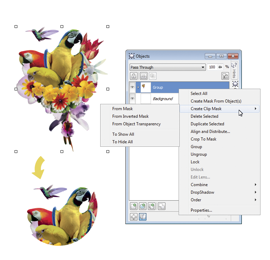 Objects
Pass Through
100
Group
Background
Select All
Create Mask From Object(s)
Create Clip Mask
Delete Selected
Duplicate Selected
Align and Distribute...
Crop To Mask
Group
Ungroup
Lock
Unlock
Edit Lens...
Combine
DropShadow
Order
Properties...
From Mask
From Inverted Mask
From Object Transparency
To Show All
To Hide All